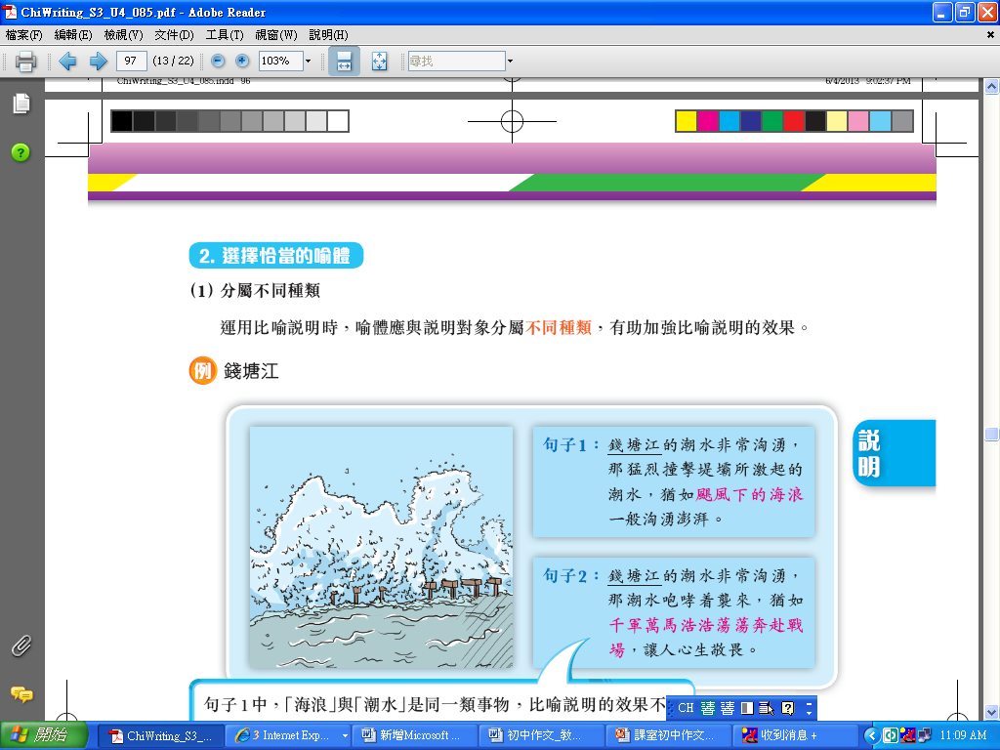 ChiWriting_S3_U4_085.pdf - Adobe Reader
檔案(F) 編輯(E) 檢視(V) 文件(D) 工具(T) 視窗(W) 說明(H)
97 (13 / 22) 103% 尋找
ChiWriting_S3_U4_085.indd 96 6/4/2013 9:02:37 PM
2. 選擇恰當的喻體
(1) 分屬不同種類
運用比喻説明時，喻體應與説明對象分屬不同種類，有助加強比喻説明的效果。
例 錢塘江
句子1：錢塘江的潮水非常洶湧，
那猛烈撞擊堤壩所激起的
潮水，猶如颶風下的海浪
一般洶湧澎湃。
説明
句子2：錢塘江的潮水非常洶湧，
那潮水咆哮着襲來，猶如
千軍萬馬浩浩蕩蕩奔赴戰
場，讓人心生敬畏。
句子1中，「海浪」與「潮水」是同一類事物，比喻説明的效果不
CH
開始 ChiWriting_S3_... 3 Internet Exp... 新增Microsoft ... 初中作文_教... 課室初中作文... 收到消息 + 11:09 AM